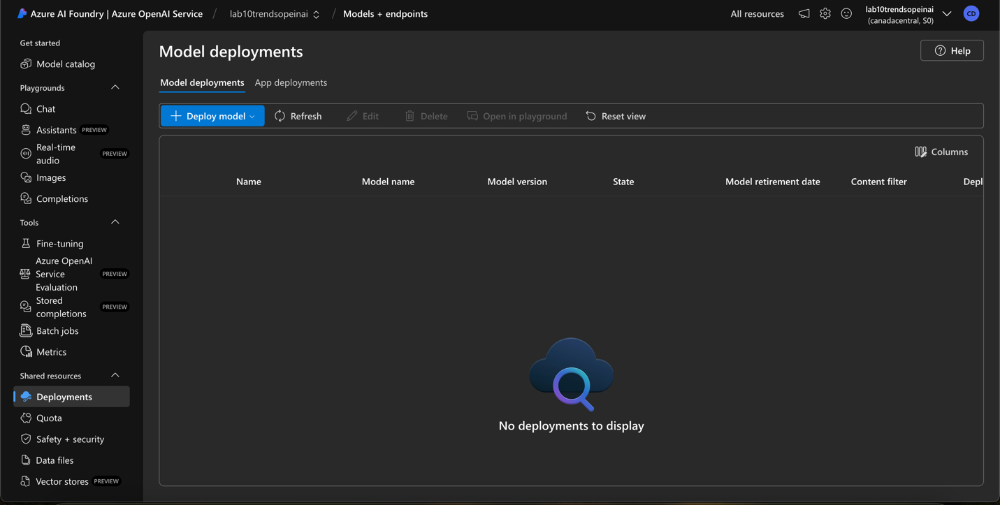 Azure AI Foundry | Azure OpenAI Service / lab10trendsopeinai / Models + endpoints
All resources
lab10trendsopeinai
(canadacentral, S0)
CD
Get started
Model catalog
Playgrounds
Chat
Assistants PREVIEW
Real-time
audio
PREVIEW
Images
Completions
Tools
Fine-tuning
Azure OpenAI
Service
Evaluation
PREVIEW
Stored
completions
PREVIEW
Batch jobs
Metrics
Shared resources
Deployments
Quota
Safety + security
Data files
Vector stores PREVIEW
Model deployments
Help
Model deployments App deployments
Deploy model Refresh Edit Delete Open in playground Reset view
Columns
Name Model name Model version State Model retirement date Content filter Depl
No deployments to display